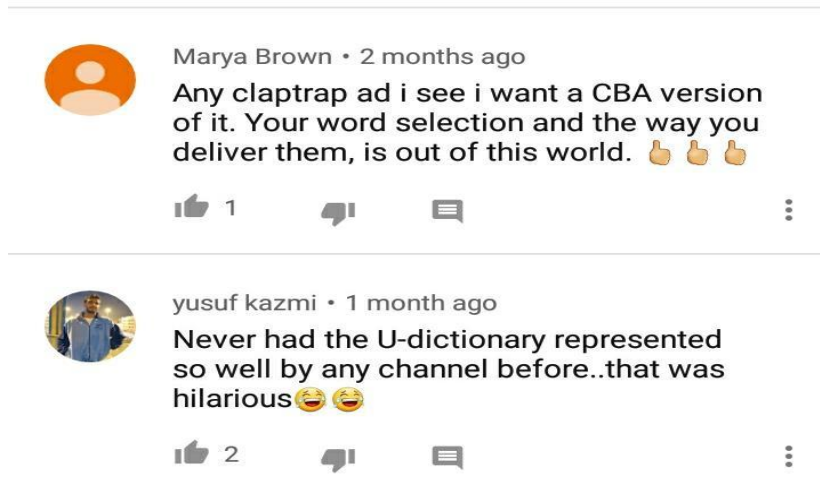 Marya Brown • 2 months ago
Any claptrap ad i see i want a CBA version
of it. Your word selection and the way you
deliver them, is out of this world. 👆🏼👆🏼👆🏼
1
yusuf kazmi • 1 month ago
Never had the U-dictionary represented
so well by any channel before..that was
hilarious😂😂
2